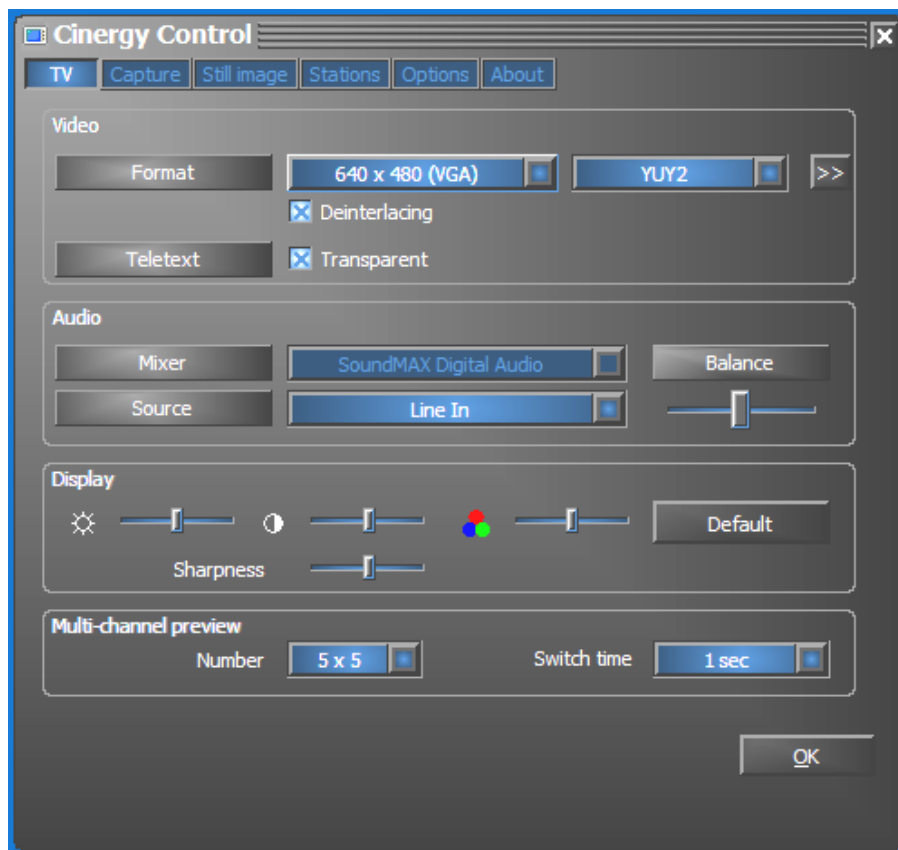 Cinergy Control
TV Capture Still image Stations Options About
Video
Format 640 x 480 (VGA) YUY2 >>
Deinterlacing
Teletext Transparent
Audio
Mixer SoundMAX Digital Audio Balance
Source Line In
Display
Default
Sharpness
Multi-channel preview
Number 5 x 5 Switch time 1 sec
OK